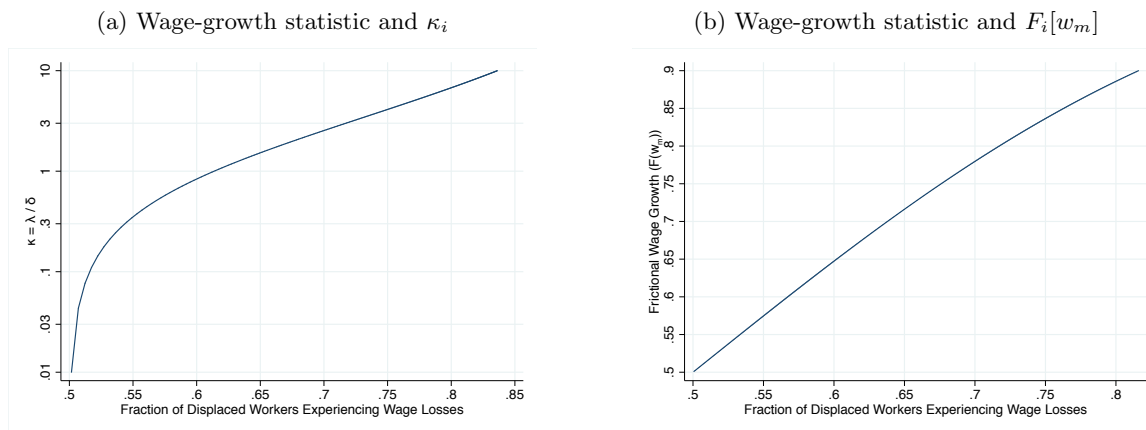 (a) Wage-growth statistic and κᵢ
10
3
1
.3
.1
.03
.01
κ = λ / δ
.5 .55 .6 .65 .7 .75 .8 .85
Fraction of Displaced Workers Experiencing Wage Losses
(b) Wage-growth statistic and Fᵢ[wₘ]
.9
.85
.8
.75
.7
.65
.6
.55
.5
Frictional Wage Growth (F(wₘ))
.5 .55 .6 .65 .7 .75 .8
Fraction of Displaced Workers Experiencing Wage Losses